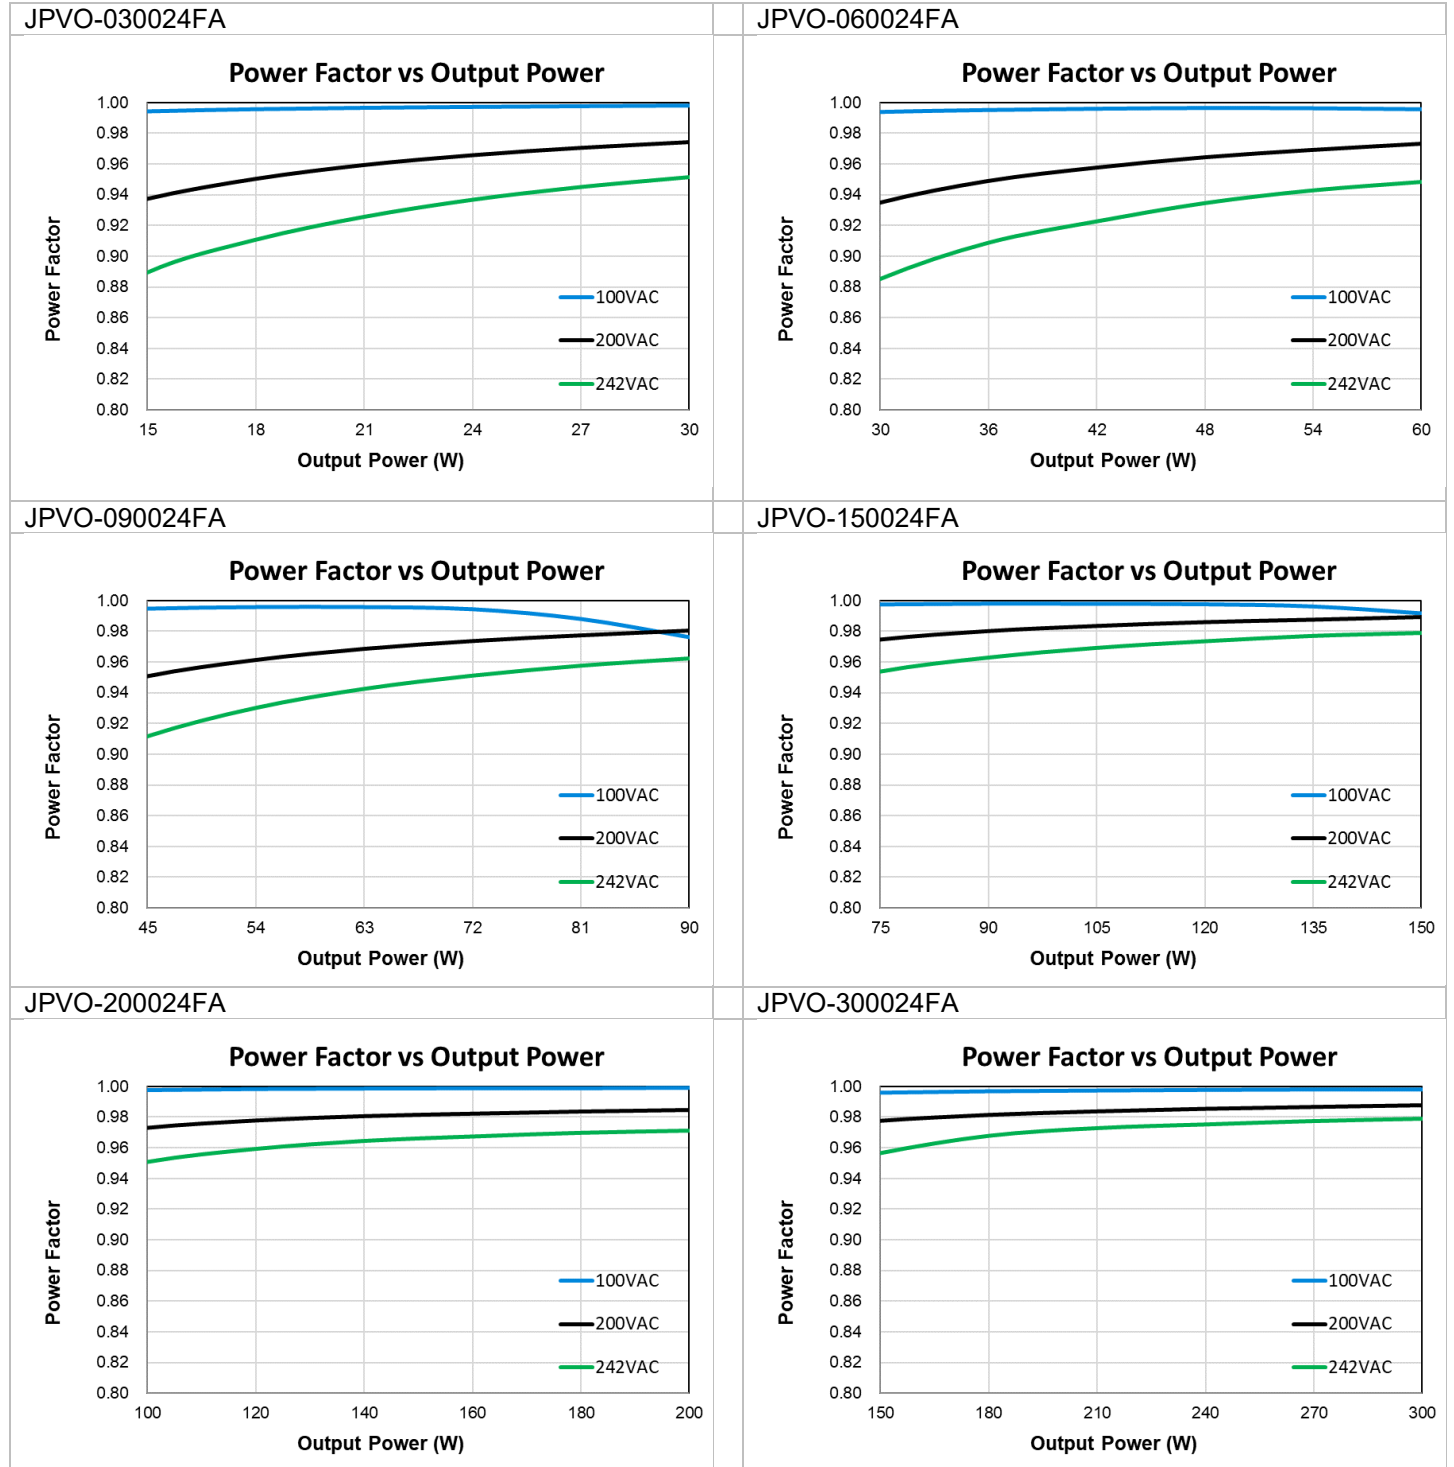 JPVO-030024FA
Power Factor vs Output Power
1.00
0.98
0.96
0.94
0.92
0.90
0.88
0.86
0.84
0.82
0.80
Power Factor
100VAC
200VAC
242VAC
15 18 21 24 27 30
Output Power (W)
JPVO-060024FA
Power Factor vs Output Power
1.00
0.98
0.96
0.94
0.92
0.90
0.88
0.86
0.84
0.82
0.80
Power Factor
100VAC
200VAC
242VAC
30 36 42 48 54 60
Output Power (W)
JPVO-090024FA
Power Factor vs Output Power
1.00
0.98
0.96
0.94
0.92
0.90
0.88
0.86
0.84
0.82
0.80
Power Factor
100VAC
200VAC
242VAC
45 54 63 72 81 90
Output Power (W)
JPVO-150024FA
Power Factor vs Output Power
1.00
0.98
0.96
0.94
0.92
0.90
0.88
0.86
0.84
0.82
0.80
Power Factor
100VAC
200VAC
242VAC
75 90 105 120 135 150
Output Power (W)
JPVO-200024FA
Power Factor vs Output Power
1.00
0.98
0.96
0.94
0.92
0.90
0.88
0.86
0.84
0.82
0.80
Power Factor
100VAC
200VAC
242VAC
100 120 140 160 180 200
Output Power (W)
JPVO-300024FA
Power Factor vs Output Power
1.00
0.98
0.96
0.94
0.92
0.90
0.88
0.86
0.84
0.82
0.80
Power Factor
100VAC
200VAC
242VAC
150 180 210 240 270 300
Output Power (W)